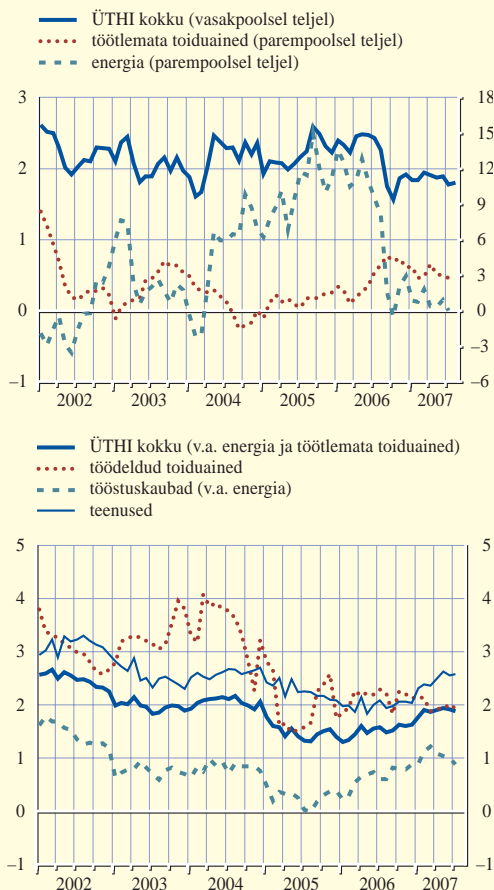 ÜTHI kokku (vasakpoolsel teljel)
töötlemata toiduained (parempoolsel teljel)
energia (parempoolsel teljel)
3 18
15
2 12
9
1 6
3
0 0
–3
–1 –6
2002 2003 2004 2005 2006 2007
ÜTHI kokku (v.a. energia ja töötlemata toiduained)
töödeldud toiduained
tööstuskaubad (v.a. energia)
teenused
5 5
4 4
3 3
2 2
1 1
0 0
–1 –1
2002 2003 2004 2005 2006 2007